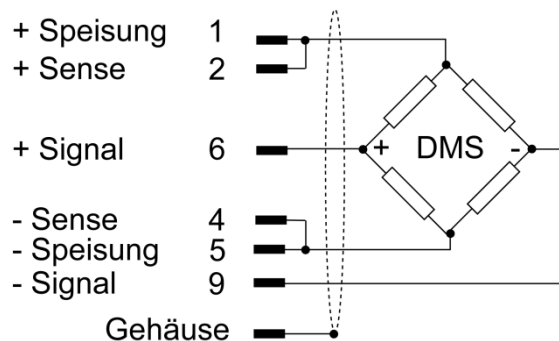 + Speisung 1
+ Sense 2
+ Signal 6
+ DMS -
- Sense 4
- Speisung 5
- Signal 9
Gehäuse